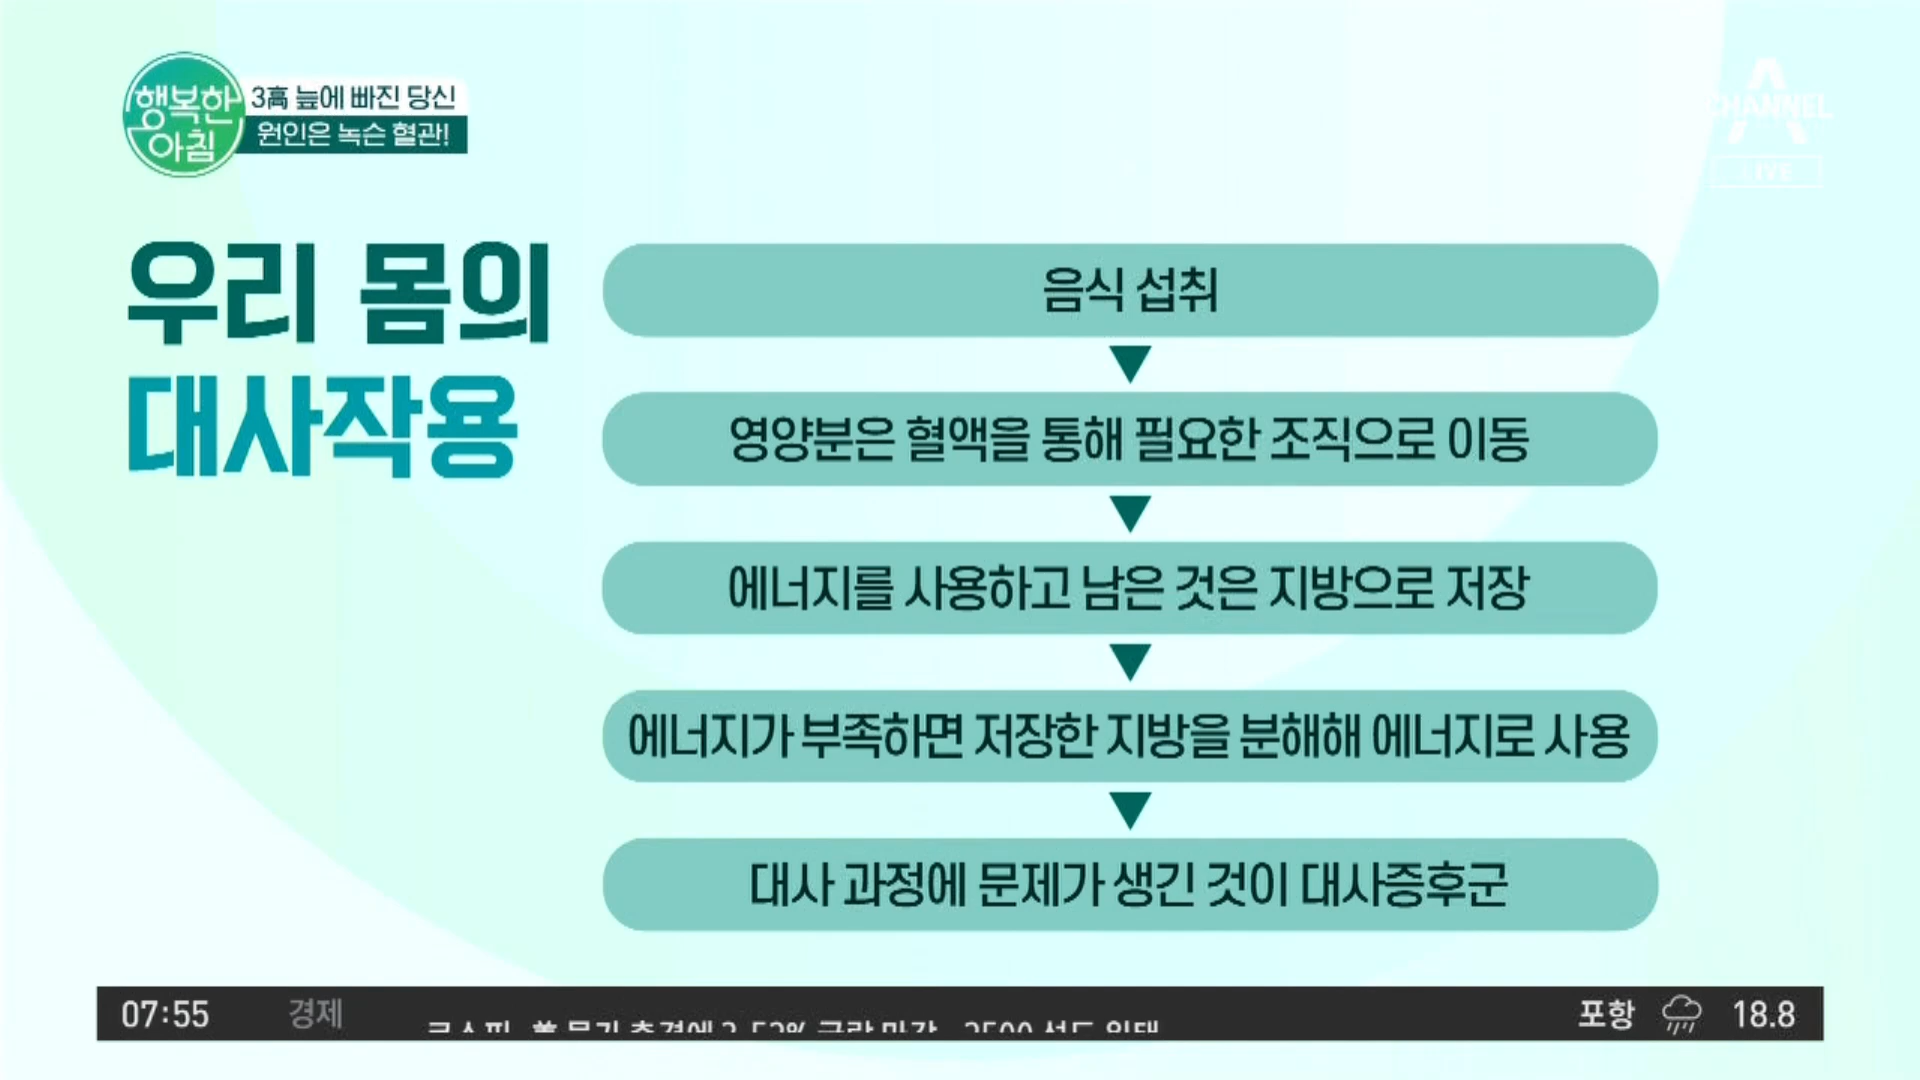 행복한
아침
3高 늪에 빠진 당신
원인은 녹슨 혈관!
CHANNEL A
LIVE
우리 몸의
대사작용
음식 섭취
▼
영양분은 혈액을 통해 필요한 조직으로 이동
▼
에너지를 사용하고 남은 것은 지방으로 저장
▼
에너지가 부족하면 저장한 지방을 분해해 에너지로 사용
▼
대사 과정에 문제가 생긴 것이 대사증후군
07:55 경제
포항 18.8